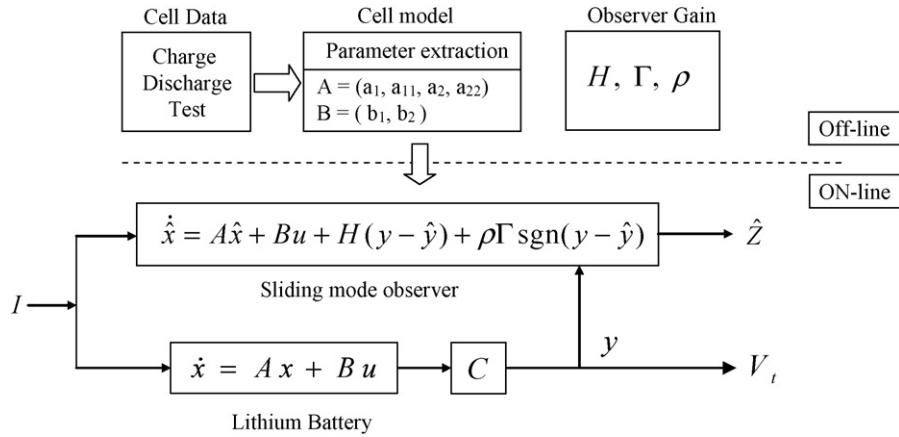 Cell Data
Cell model
Observer Gain
Charge
Discharge
Test
Parameter extraction
A = (a₁, a₁₁, a₂, a₂₂)
B = ( b₁, b₂ )
H, Γ, ρ
Off-line
ON-line
x̂̇ = Ax̂ + Bu + H(y − ŷ) + ρΓ sgn(y − ŷ)
Ẑ
Sliding mode observer
I
y
ẋ = A x + B u
C
V_t
Lithium Battery